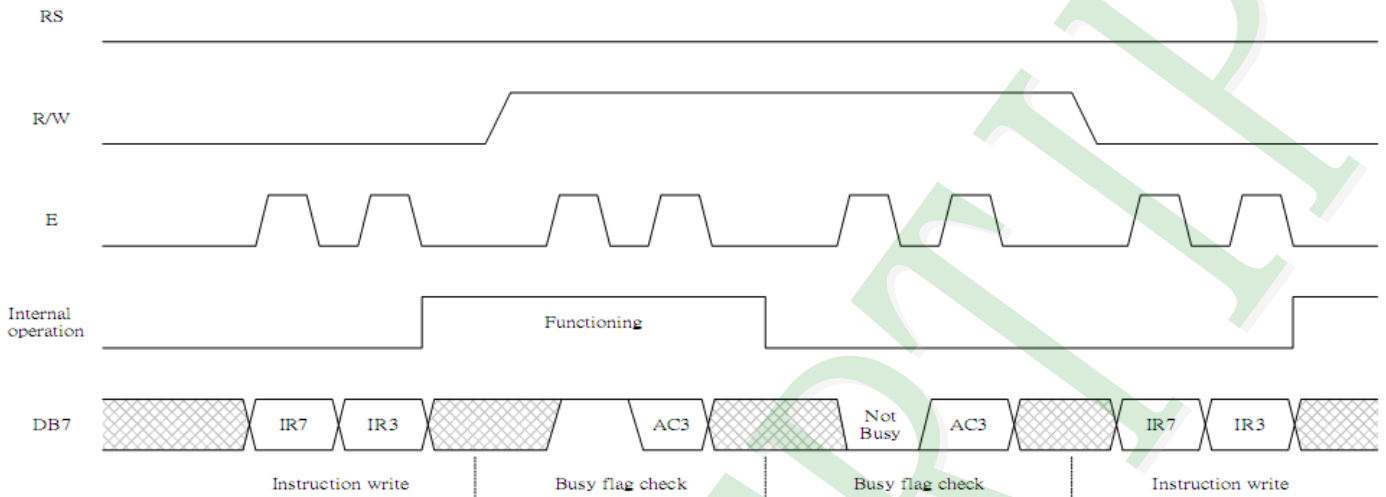 RS
R/W
E
Internal
operation
Functioning
DB7
IR7
IR3
AC3
Not
Busy
AC3
IR7
IR3
Instruction write
Busy flag check
Busy flag check
Instruction write